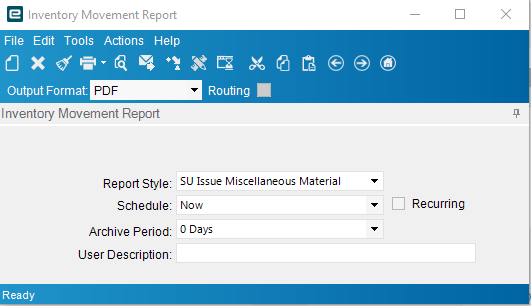 Inventory Movement Report
File Edit Tools Actions Help
Output Format: PDF Routing
Inventory Movement Report
Report Style: SU Issue Miscellaneous Material
Schedule: Now Recurring
Archive Period: 0 Days
User Description:
Ready